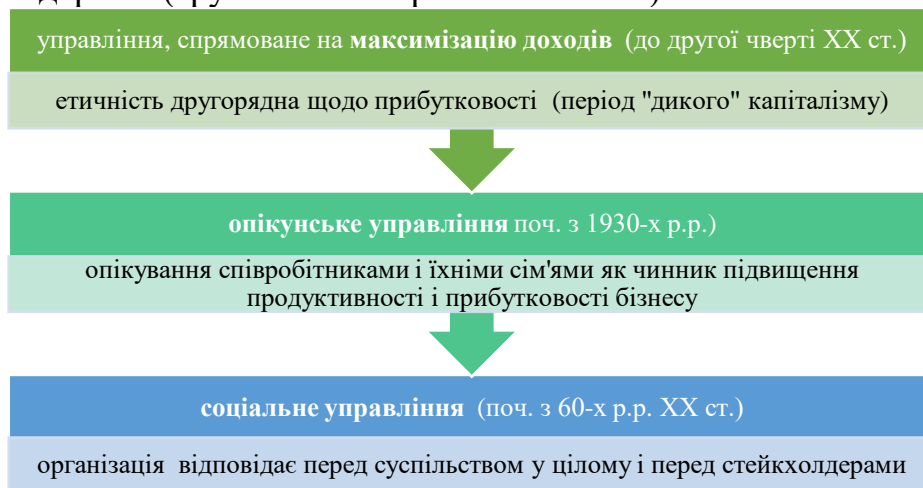 управління, спрямоване на максимізацію доходів (до другої чверті ХХ ст.)
етичність другорядна щодо прибутковості (період "дикого" капіталізму)
опікунське управління поч. з 1930-х р.р.)
опікування співробітниками і їхніми сім'ями як чинник підвищення
продуктивності і прибутковості бізнесу
соціальне управління (поч. з 60-х р.р. ХХ ст.)
організація відповідає перед суспільством у цілому і перед стейкхолдерами